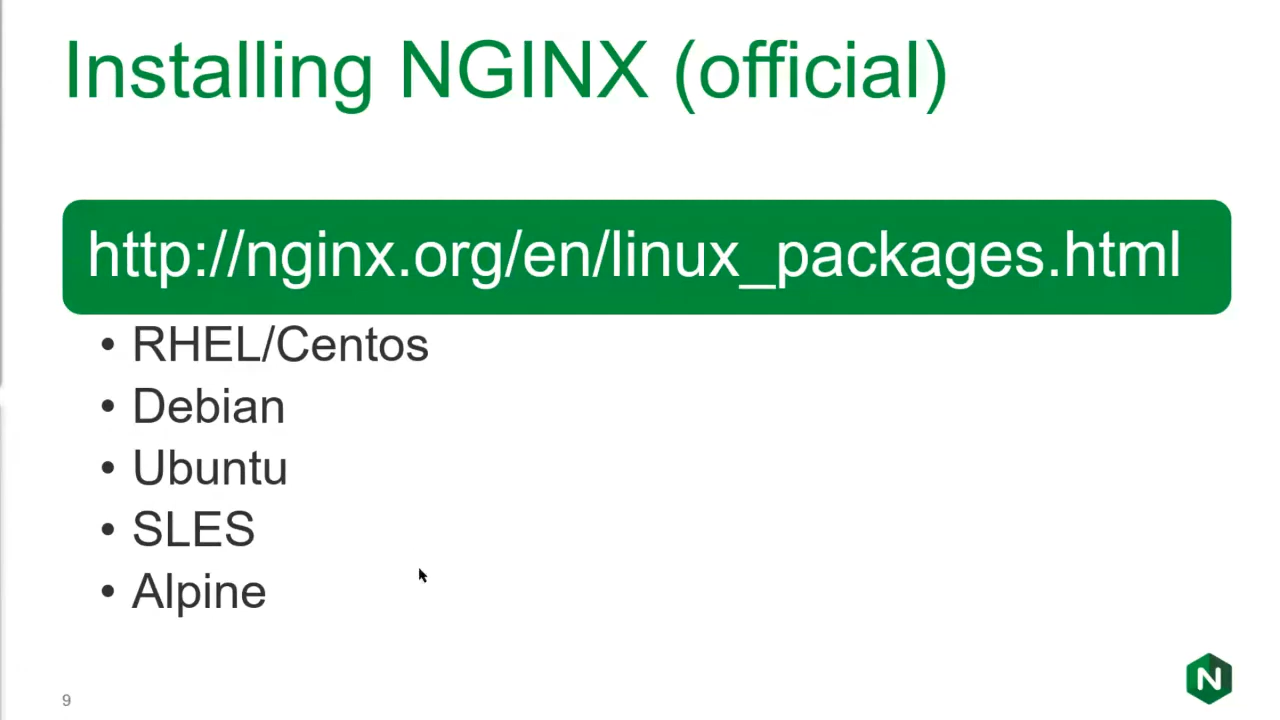 Installing NGINX (official)
http://nginx.org/en/linux_packages.html
• RHEL/Centos
• Debian
• Ubuntu
• SLES
• Alpine
9
N